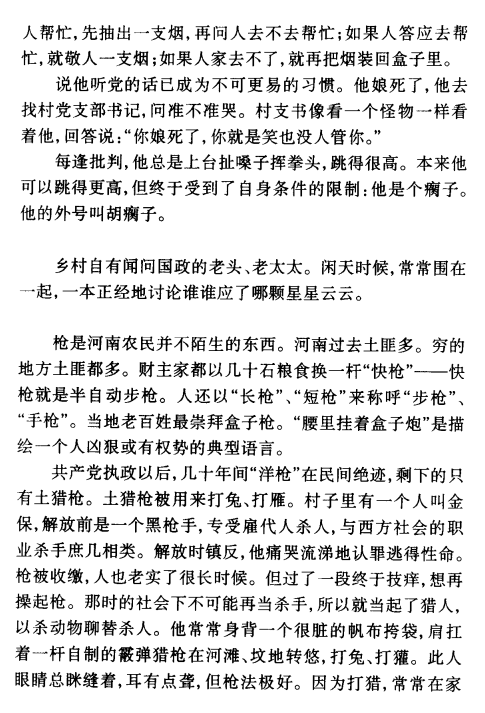 人帮忙,先抽出一支烟,再问人去不去帮忙;如果人答应去帮
忙,就敬人一支烟;如果人家去不了,就再把烟装回盒子里。
说他听党的话已成为不可更易的习惯。他娘死了,他去
找村党支部书记,问准不准哭。村支书像看一个怪物一样看
着他,回答说:“你娘死了,你就是笑也没人管你。”
每逢批判,他总是上台扯嗓子挥拳头,跳得很高。本来他
可以跳得更高,但终于受到了自身条件的限制:他是个瘸子。
他的外号叫胡瘸子。
乡村自有闻问国政的老头、老太太。闲天时候,常常围在
一起,一本正经地讨论谁谁应了哪颗星星云云。
枪是河南农民并不陌生的东西。河南过去土匪多。穷的
地方土匪都多。财主家都以几十石粮食换一杆“快枪”——快
枪就是半自动步枪。人还以“长枪”、“短枪”来称呼“步枪”、
“手枪”。当地老百姓最崇拜盒子枪。“腰里挂着盒子炮”是描
绘一个人凶狠或有权势的典型语言。
共产党执政以后,几十年间“洋枪”在民间绝迹,剩下的只
有土猎枪。土猎枪被用来打兔、打雁。村子里有一个人叫金
保,解放前是一个黑枪手,专受雇代人杀人,与西方社会的职
业杀手庶几相类。解放时镇反,他痛哭流涕地认罪逃得性命。
枪被收缴,人也老实了很长时候。但过了一段终于技痒,想再
操起枪。那时的社会下不可能再当杀手,所以就当起了猎人,
以杀动物聊替杀人。他常常身背一个很脏的帆布挎袋,肩扛
着一杆自制的霰弹猎枪在河滩、坟地转悠,打兔、打獾。此人
眼睛总眯缝着,耳有点聋,但枪法极好。因为打猎,常常在家